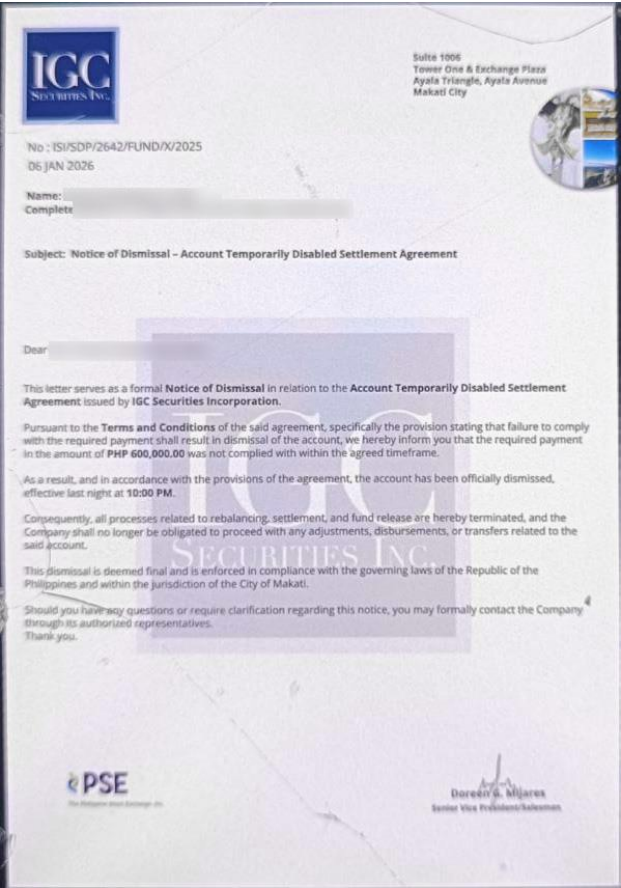 IGC
SECURITIES INC.
Suite 1006
Tower One & Exchange Plaza
Ayala Triangle, Ayala Avenue
Makati City
No : ISI/SDP/2642/FUND/X/2025
06 JAN 2026
Name:
Complete
Subject: Notice of Dismissal – Account Temporarily Disabled Settlement Agreement
Dear
This letter serves as a formal Notice of Dismissal in relation to the Account Temporarily Disabled Settlement
Agreement issued by IGC Securities Incorporation.
Pursuant to the Terms and Conditions of the said agreement, specifically the provision stating that failure to comply
with the required payment shall result in dismissal of the account, we hereby inform you that the required payment
in the amount of PHP 600,000.00 was not complied with within the agreed timeframe.
As a result, and in accordance with the provisions of the agreement, the account has been officially dismissed,
effective last night at 10:00 PM.
Consequently, all processes related to rebalancing, settlement, and fund release are hereby terminated, and the
Company shall no longer be obligated to proceed with any adjustments, disbursements, or transfers related to the
said account.
This dismissal is deemed final and is enforced in compliance with the governing laws of the Republic of the
Philippines and within the jurisdiction of the City of Makati.
Should you have any questions or require clarification regarding this notice, you may formally contact the Company
through its authorized representatives.
Thank you.
IGC
SECURITIES INC.
PSE
The Philippine Stock Exchange, Inc.
Doreen G. Mijares
Senior Vice President/Salesman